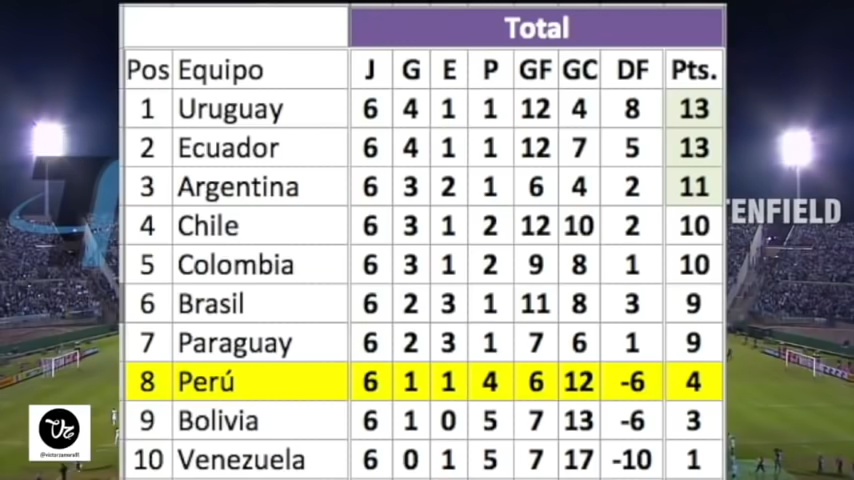 Total
Pos Equipo J G E P GF GC DF Pts.
1 Uruguay 6 4 1 1 12 4 8 13
2 Ecuador 6 4 1 1 12 7 5 13
3 Argentina 6 3 2 1 6 4 2 11
4 Chile 6 3 1 2 12 10 2 10
5 Colombia 6 3 1 2 9 8 1 10
6 Brasil 6 2 3 1 11 8 3 9
7 Paraguay 6 2 3 1 7 6 1 9
8 Perú 6 1 1 4 6 12 -6 4
9 Bolivia 6 1 0 5 7 13 -6 3
10 Venezuela 6 0 1 5 7 17 -10 1
TENFIELD